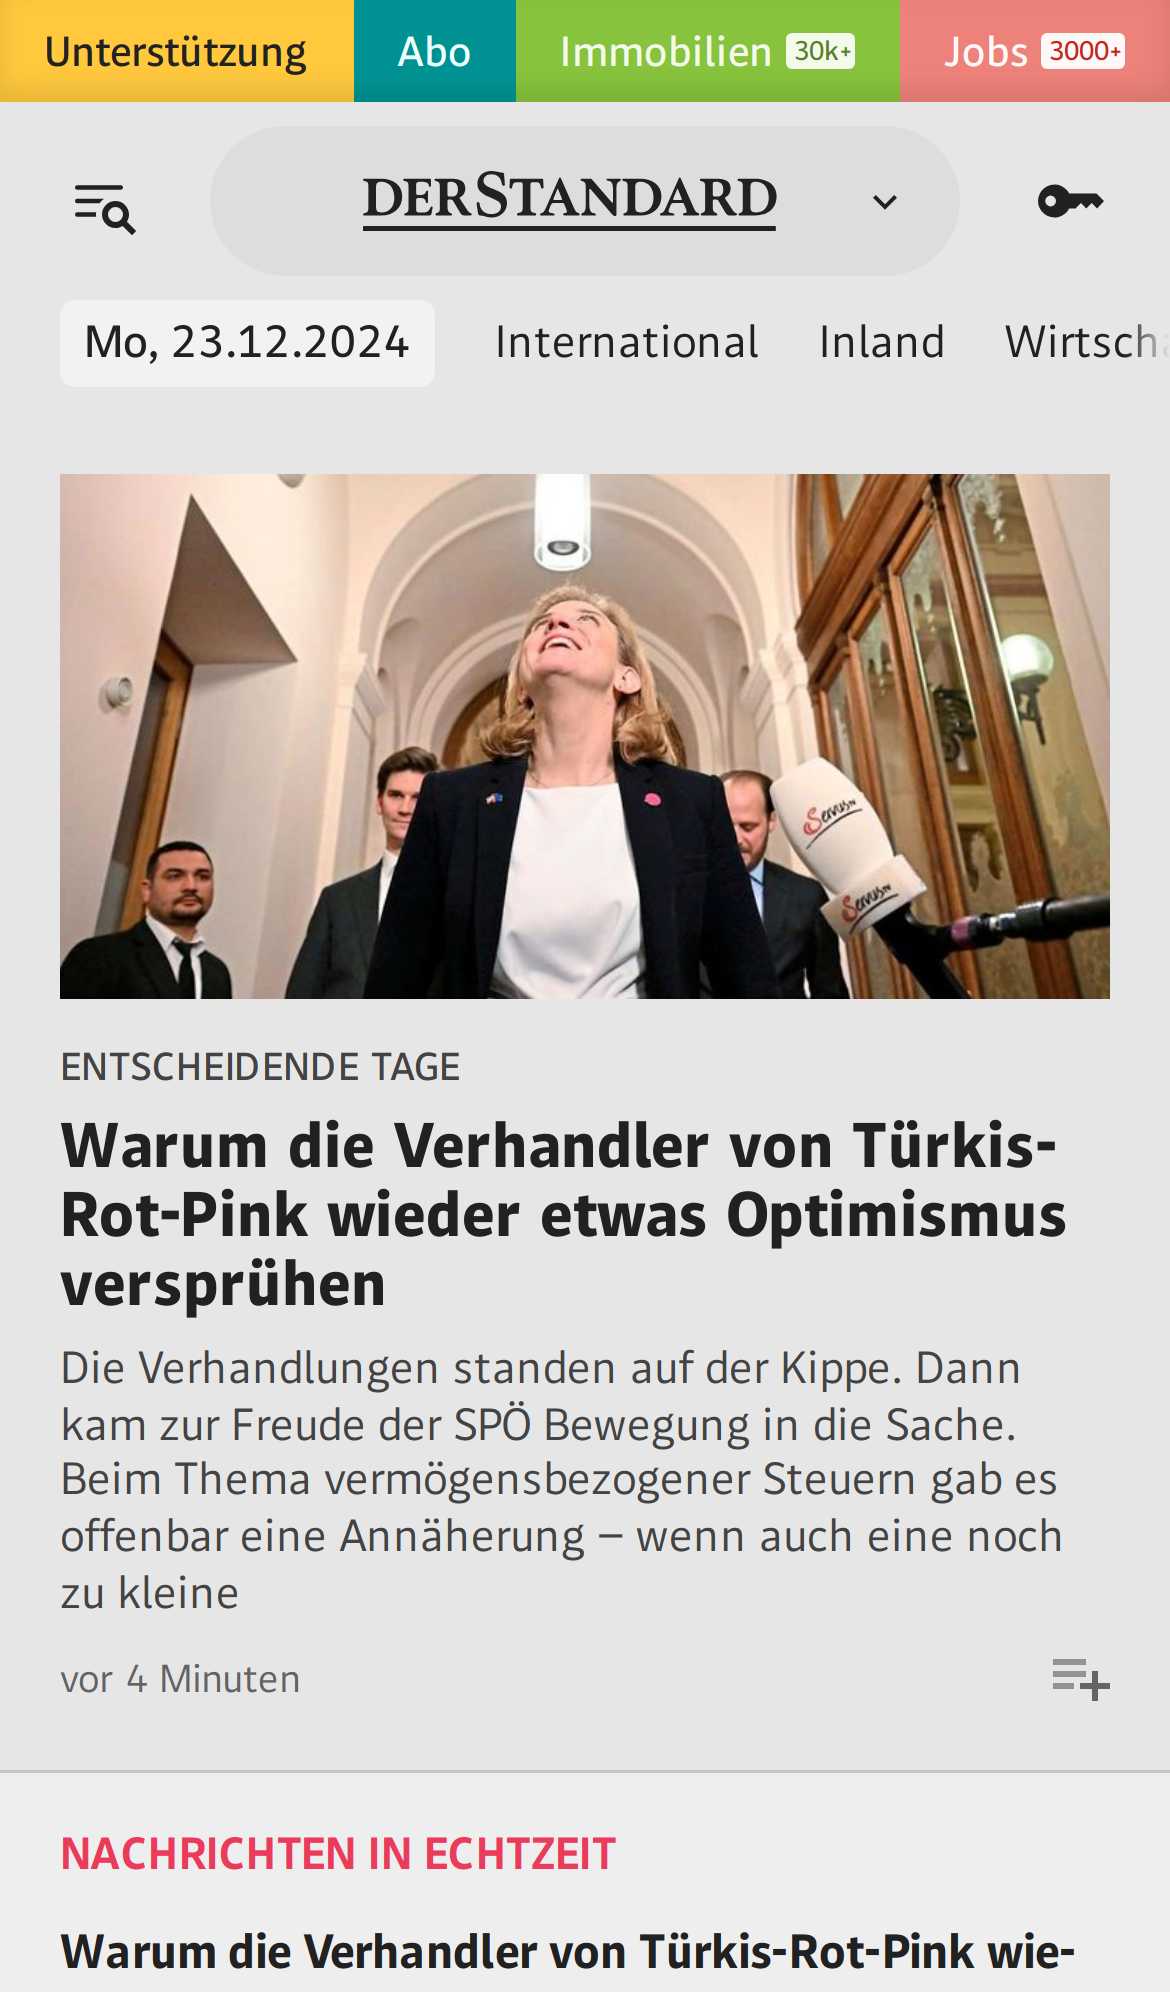 Unterstützung Abo Immobilien 30k+ Jobs 3000+
DERSTANDARD
Mo, 23.12.2024 International Inland Wirtscha
Servus TV
Servus TV
ENTSCHEIDENDE TAGE
Warum die Verhandler von Türkis-
Rot-Pink wieder etwas Optimismus
versprühen
Die Verhandlungen standen auf der Kippe. Dann
kam zur Freude der SPÖ Bewegung in die Sache.
Beim Thema vermögensbezogener Steuern gab es
offenbar eine Annäherung – wenn auch eine noch
zu kleine
vor 4 Minuten
NACHRICHTEN IN ECHTZEIT
Warum die Verhandler von Türkis-Rot-Pink wie-